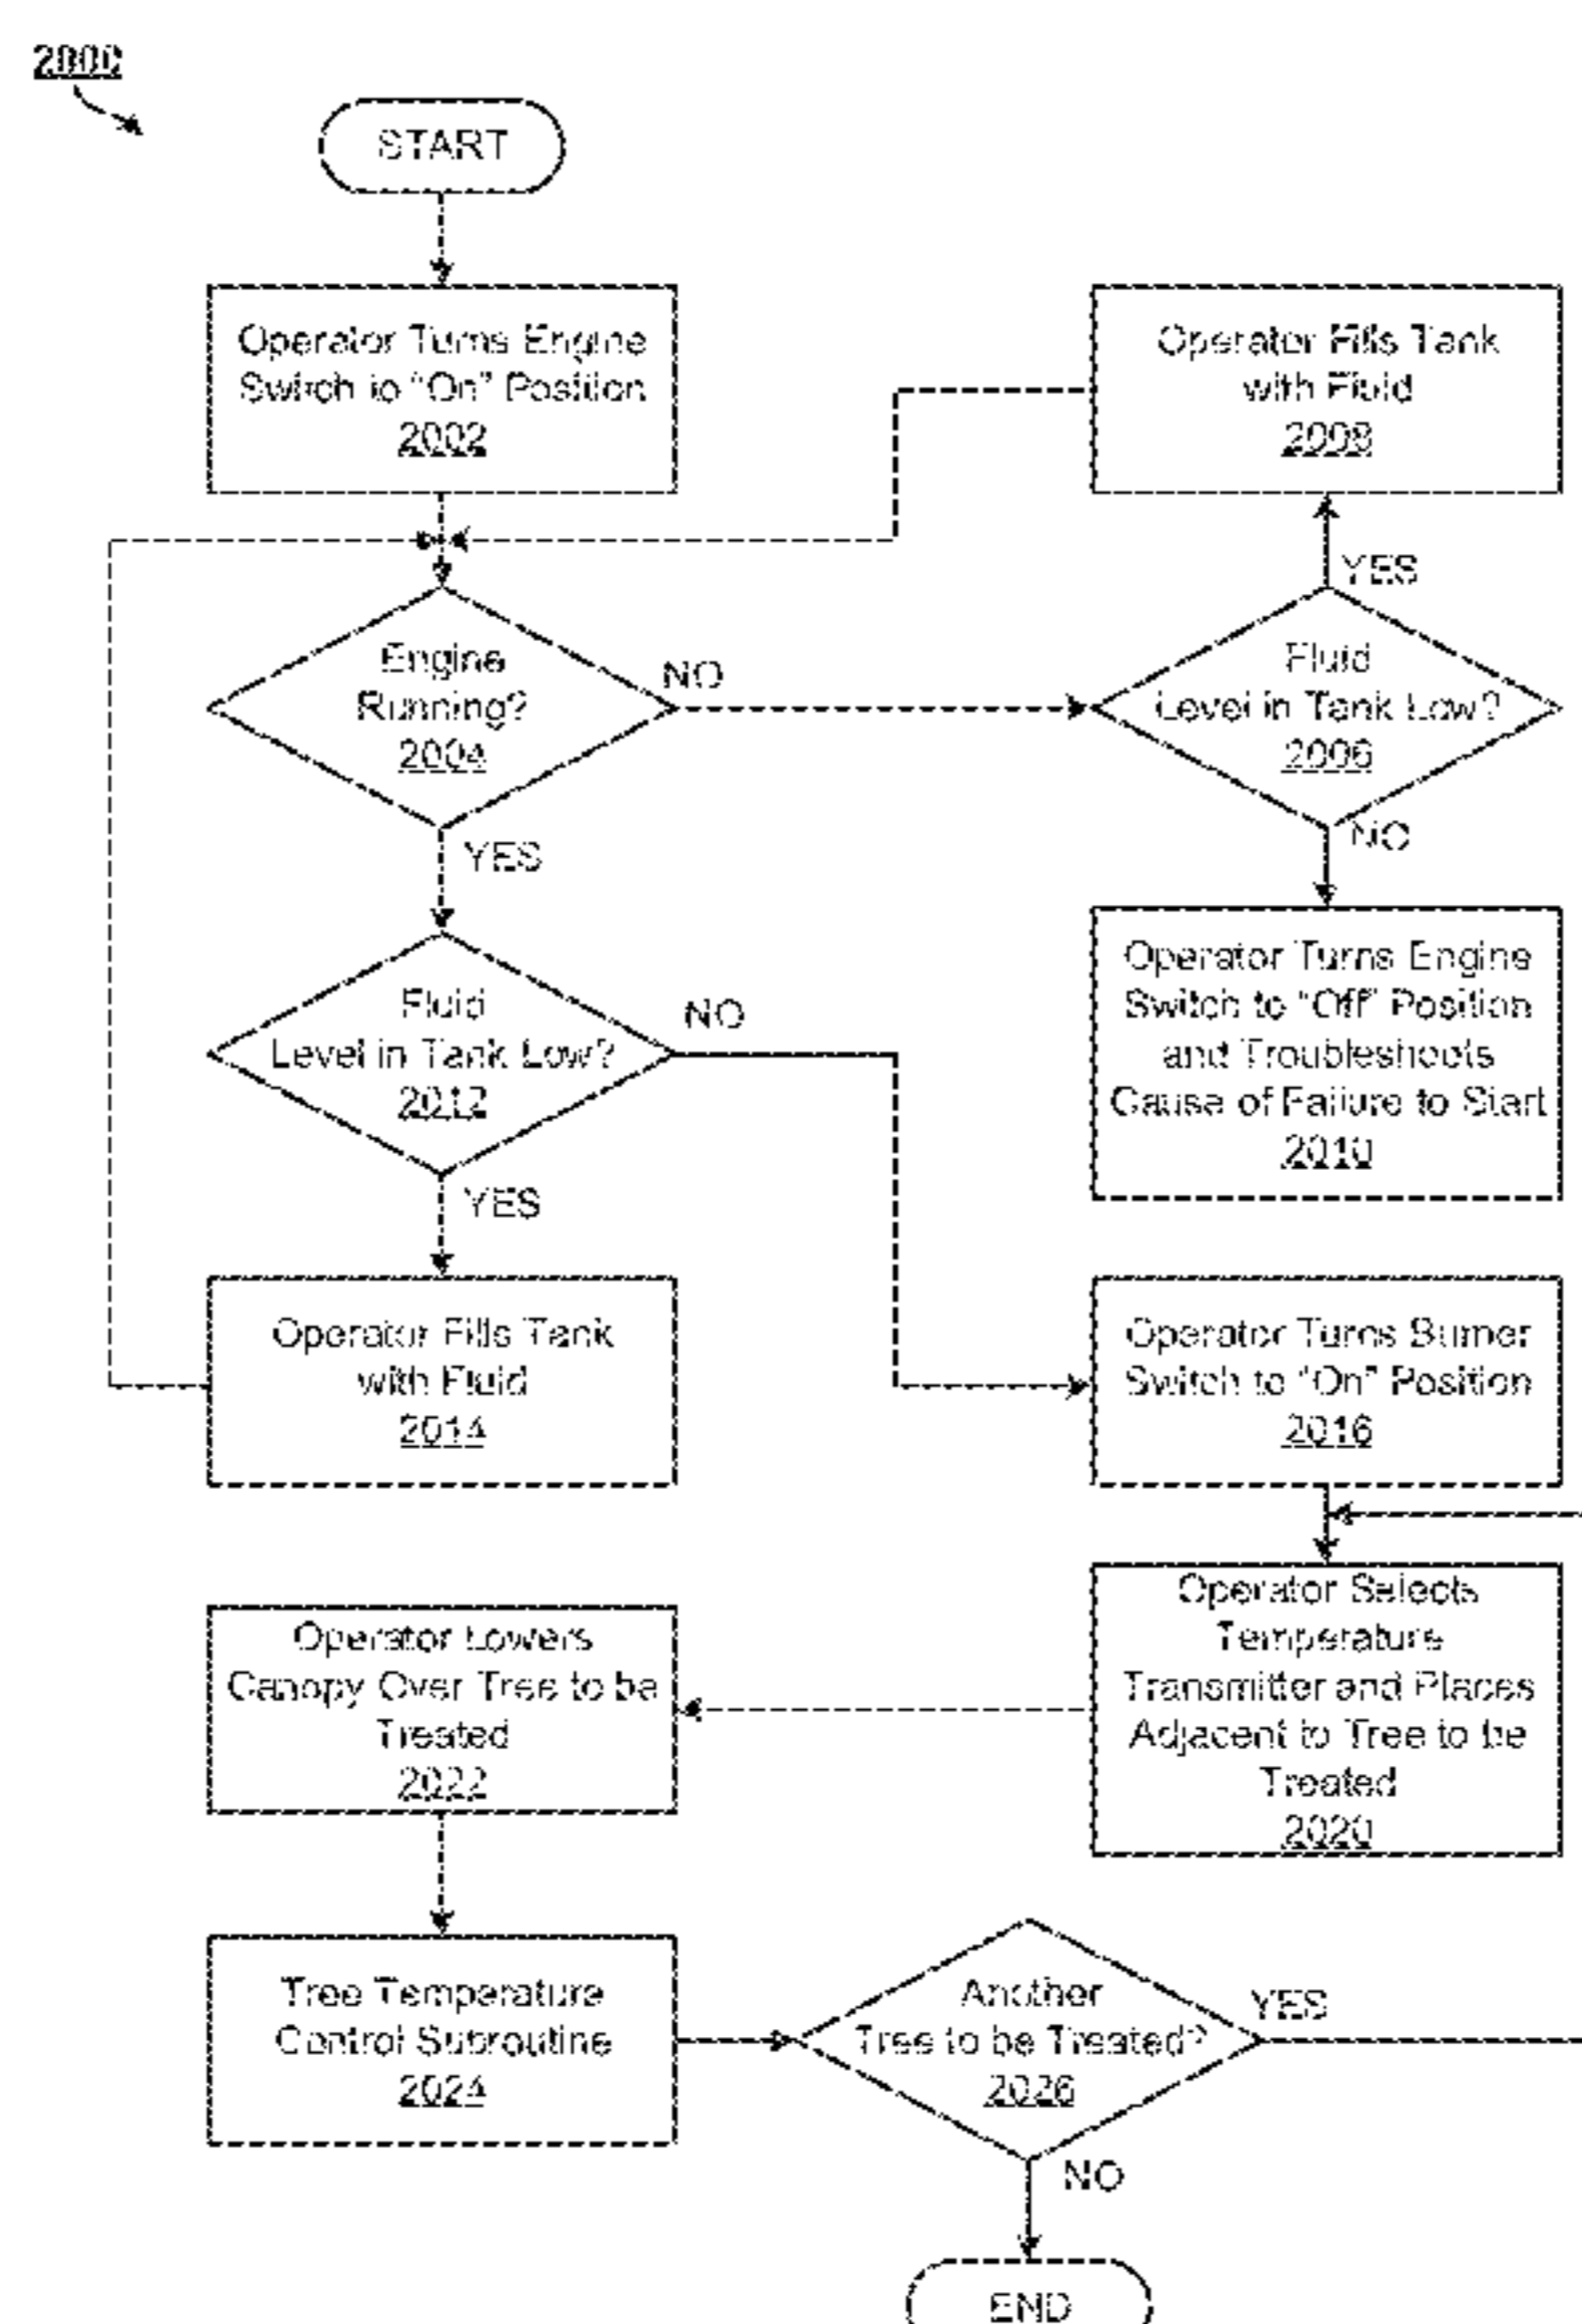 2000
START
Operator Turns Engine
Switch to "On" Position
2002
Operator Fills Tank
with Fluid
2008
Engine
Running?
2004
NO
YES
Fluid
Level in Tank Low?
2006
YES
NO
Fluid
Level in Tank Low?
2012
NO
YES
Operator Turns Engine
Switch to "Off" Position
and Troubleshoots
Cause of Failure to Start
2010
Operator Fills Tank
with Fluid
2014
Operator Turns Burner
Switch to "On" Position
2016
Operator Selects
Temperature
Transmitter and Places
Adjacent to Tree to be
Treated
2020
Operator Lowers
Canopy Over Tree to be
Treated
2022
Tree Temperature
Control Subroutine
2024
Another
Tree to be Treated?
2026
YES
NO
END